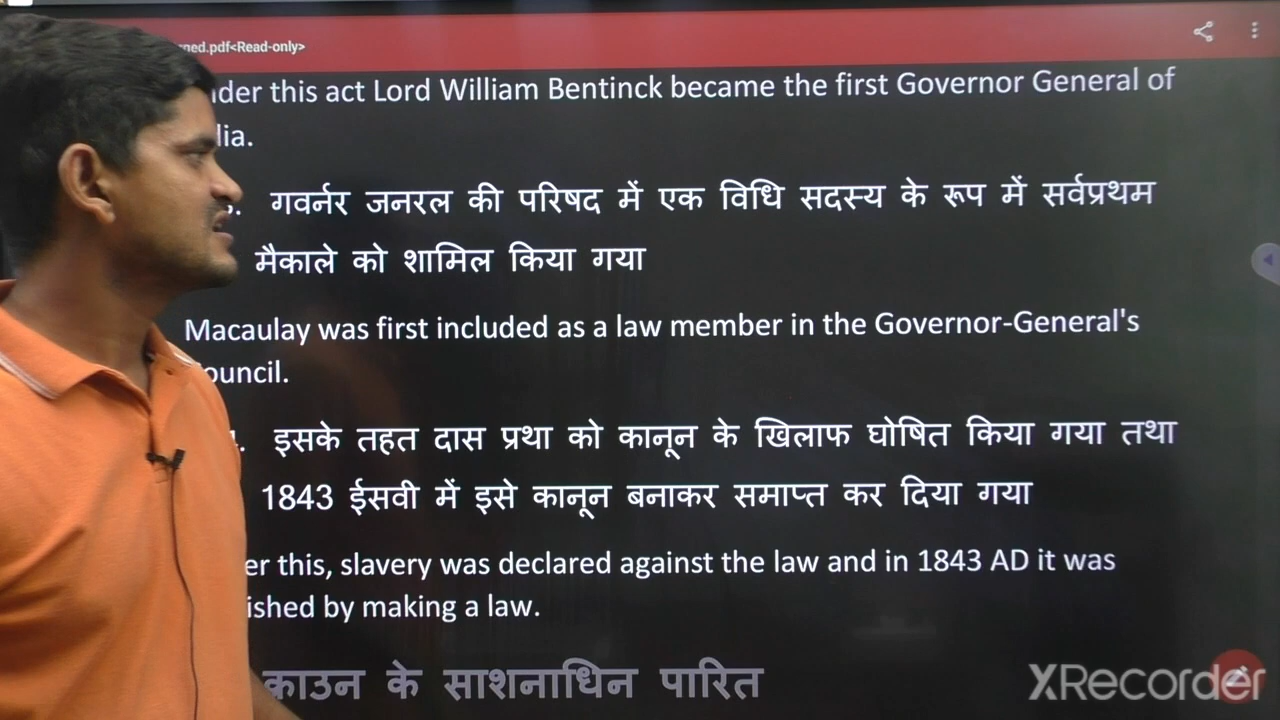 ned.pdf<Read-only>
nder this act Lord William Bentinck became the first Governor General of
lia.
3. गवर्नर जनरल की परिषद में एक विधि सदस्य के रूप में सर्वप्रथम
मैकाले को शामिल किया गया
Macaulay was first included as a law member in the Governor-General's
ouncil.
इसके तहत दास प्रथा को कानून के खिलाफ घोषित किया गया तथा
1843 ईसवी में इसे कानून बनाकर समाप्त कर दिया गया
er this, slavery was declared against the law and in 1843 AD it was
ished by making a law.
क्राउन के साशनाधिन पारित
XRecorder